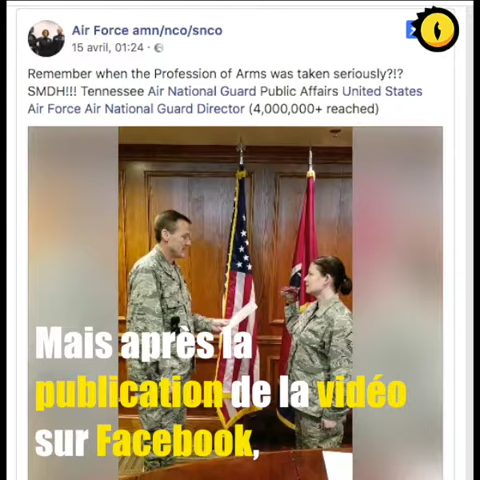 Air Force amn/nco/snco
15 avril, 01:24 ·
Remember when the Profession of Arms was taken seriously?!?
SMDH!!! Tennessee Air National Guard Public Affairs United States
Air Force Air National Guard Director (4,000,000+ reached)
Mais après la
publication de la vidéo
sur Facebook,